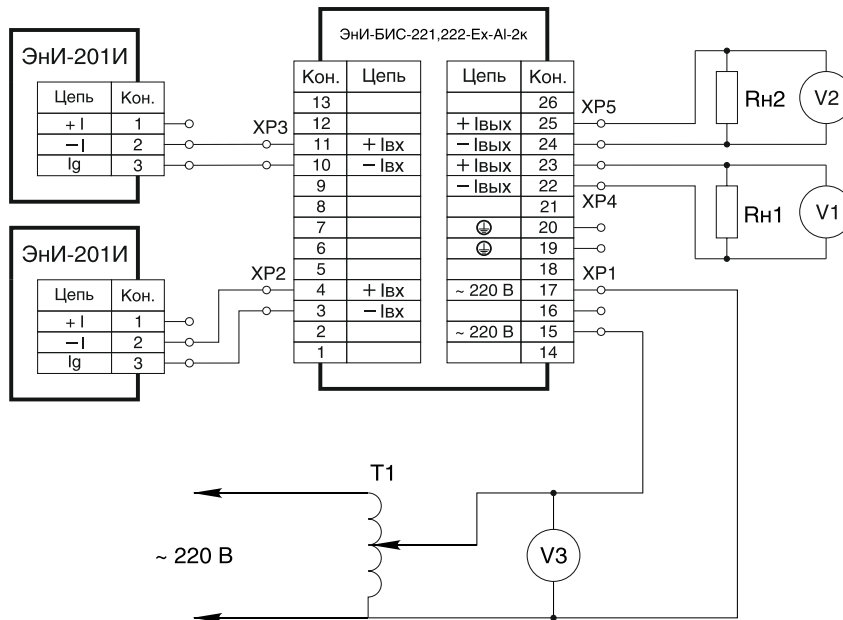 ЭнИ-БИС-221,222-Ex-AI-2к
ЭнИ-201И
Цепь Кон.
+ I 1
− I 2
Ig 3
ЭнИ-201И
Цепь Кон.
+ I 1
− I 2
Ig 3
XP3
XP2
Кон. Цепь
13
12
11 + Iвх
10 − Iвх
9
8
7
6
5
4 + Iвх
3 − Iвх
2
1
Цепь Кон.
26
+ Iвых 25
− Iвых 24
+ Iвых 23
− Iвых 22
21
20
19
18
~ 220 В 17
16
~ 220 В 15
14
XP5
XP4
XP1
Rн2 V2
Rн1 V1
T1
~ 220 В
V3